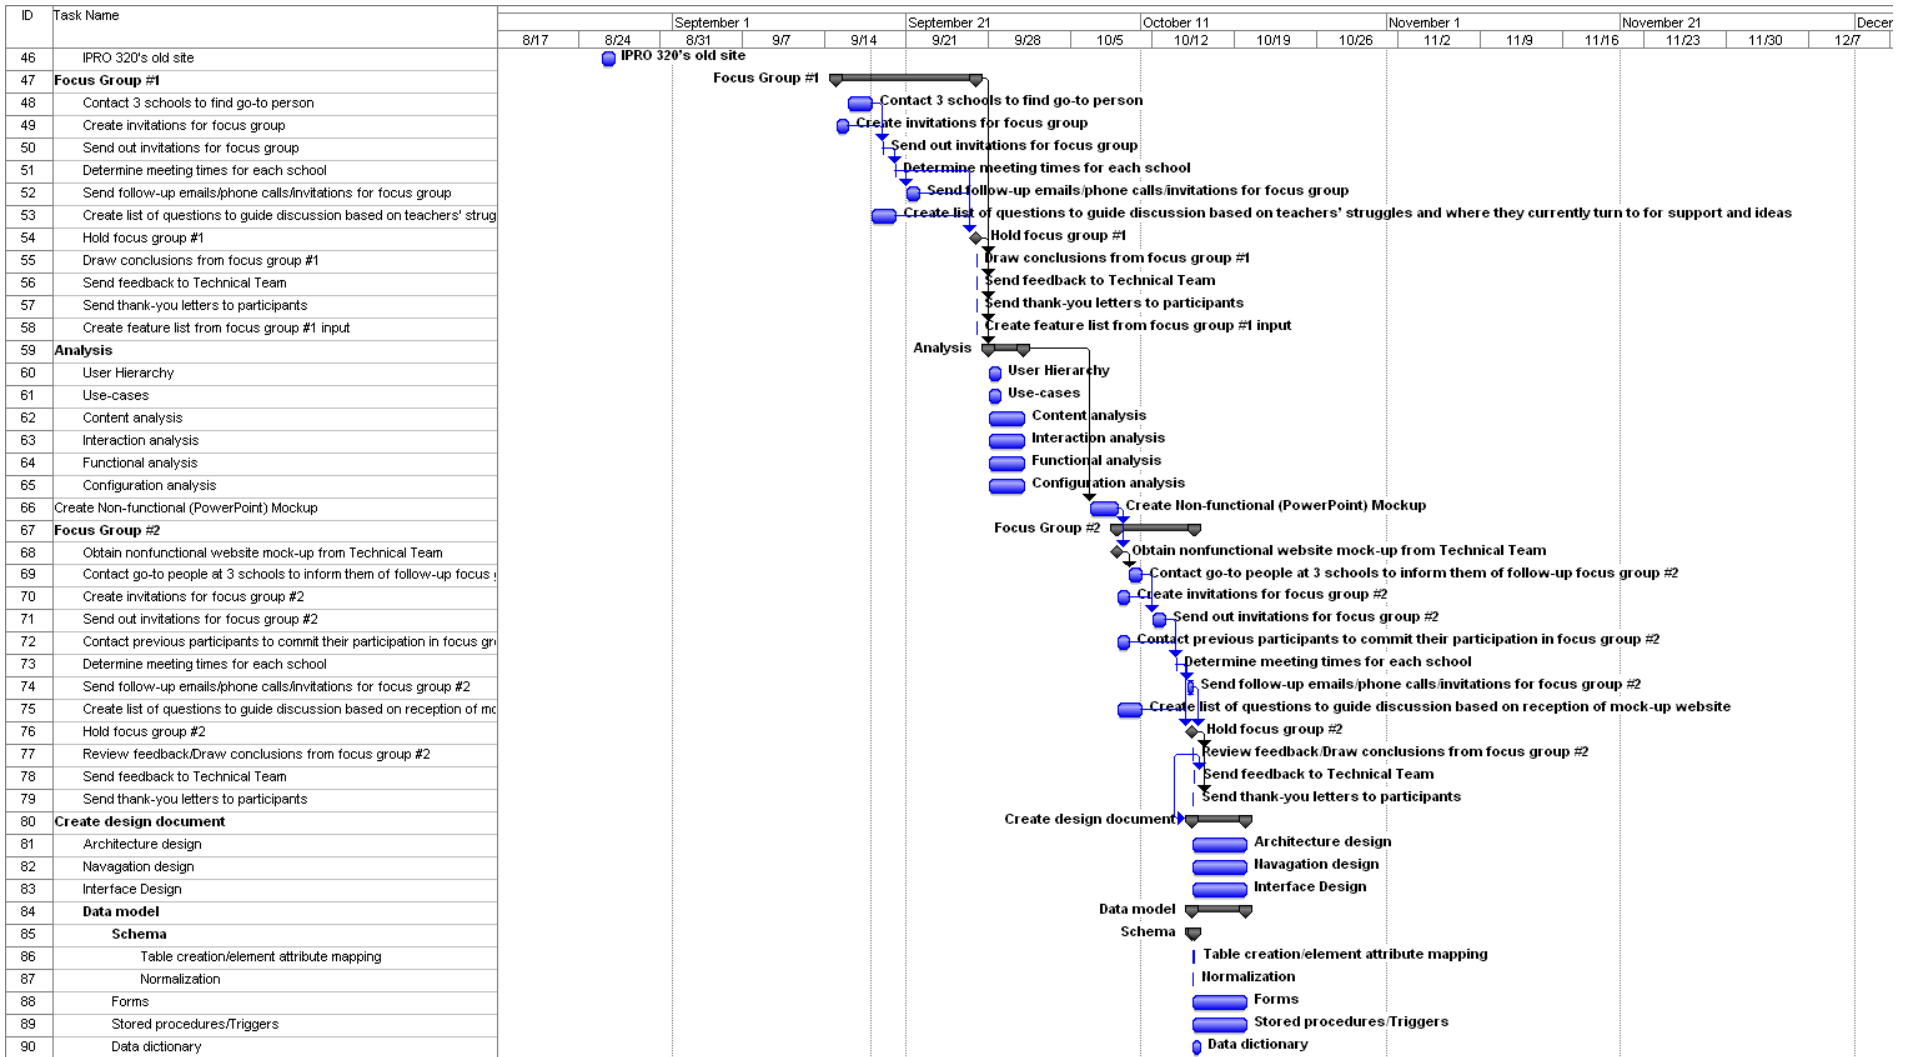 ID Task Name
September 1 September 21 October 11 November 1 November 21 Decer
8/17 8/24 8/31 9/7 9/14 9/21 9/28 10/5 10/12 10/19 10/26 11/2 11/9 11/16 11/23 11/30 12/7
46 IPRO 320's old site IPRO 320's old site
47 Focus Group #1 Focus Group #1
48 Contact 3 schools to find go-to person Contact 3 schools to find go-to person
49 Create invitations for focus group Create invitations for focus group
50 Send out invitations for focus group Send out invitations for focus group
51 Determine meeting times for each school Determine meeting times for each school
52 Send follow-up emails/phone calls/invitations for focus group Send follow-up emails/phone calls/invitations for focus group
53 Create list of questions to guide discussion based on teachers' strug Create list of questions to guide discussion based on teachers' struggles and where they currently turn to for support and ideas
54 Hold focus group #1 Hold focus group #1
55 Draw conclusions from focus group #1 Draw conclusions from focus group #1
56 Send feedback to Technical Team Send feedback to Technical Team
57 Send thank-you letters to participants Send thank-you letters to participants
58 Create feature list from focus group #1 input Create feature list from focus group #1 input
59 Analysis Analysis
60 User Hierarchy User Hierarchy
61 Use-cases Use-cases
62 Content analysis Content analysis
63 Interaction analysis Interaction analysis
64 Functional analysis Functional analysis
65 Configuration analysis Configuration analysis
66 Create Non-functional (PowerPoint) Mockup Create Non-functional (PowerPoint) Mockup
67 Focus Group #2 Focus Group #2
68 Obtain nonfunctional website mock-up from Technical Team Obtain nonfunctional website mock-up from Technical Team
69 Contact go-to people at 3 schools to inform them of follow-up focus Contact go-to people at 3 schools to inform them of follow-up focus group #2
70 Create invitations for focus group #2 Create invitations for focus group #2
71 Send out invitations for focus group #2 Send out invitations for focus group #2
72 Contact previous participants to commit their participation in focus gr Contact previous participants to commit their participation in focus group #2
73 Determine meeting times for each school Determine meeting times for each school
74 Send follow-up emails/phone calls/invitations for focus group #2 Send follow-up emails/phone calls/invitations for focus group #2
75 Create list of questions to guide discussion based on reception of mo Create list of questions to guide discussion based on reception of mock-up website
76 Hold focus group #2 Hold focus group #2
77 Review feedback/Draw conclusions from focus group #2 Review feedback/Draw conclusions from focus group #2
78 Send feedback to Technical Team Send feedback to Technical Team
79 Send thank-you letters to participants Send thank-you letters to participants
80 Create design document Create design document
81 Architecture design Architecture design
82 Navagation design Navagation design
83 Interface Design Interface Design
84 Data model Data model
85 Schema Schema
86 Table creation/element attribute mapping Table creation/element attribute mapping
87 Normalization Normalization
88 Forms Forms
89 Stored procedures/Triggers Stored procedures/Triggers
90 Data dictionary Data dictionary